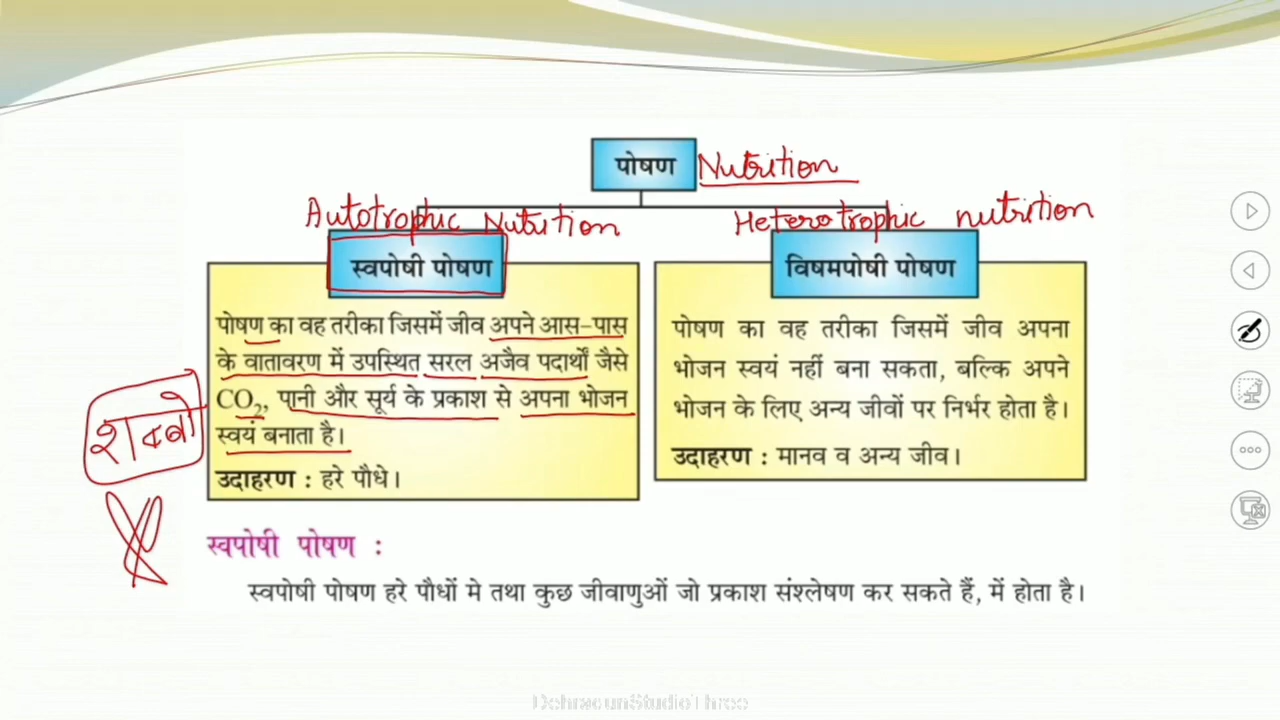 पोषण Nutrition
Autotrophic Nutrition
Heterotrophic nutrition
स्वपोषी पोषण
पोषण का वह तरीका जिसमें जीव अपने आस-पास
के वातावरण में उपस्थित सरल अजैव पदार्थों जैसे
CO₂, पानी और सूर्य के प्रकाश से अपना भोजन
स्वयं बनाता है।
उदाहरण : हरे पौधे।
विषमपोषी पोषण
पोषण का वह तरीका जिसमें जीव अपना
भोजन स्वयं नहीं बना सकता, बल्कि अपने
भोजन के लिए अन्य जीवों पर निर्भर होता है।
उदाहरण : मानव व अन्य जीव।
स्वपोषी पोषण :
स्वपोषी पोषण हरे पौधों मे तथा कुछ जीवाणुओं जो प्रकाश संश्लेषण कर सकते हैं, में होता है।
DehradunStudioThree